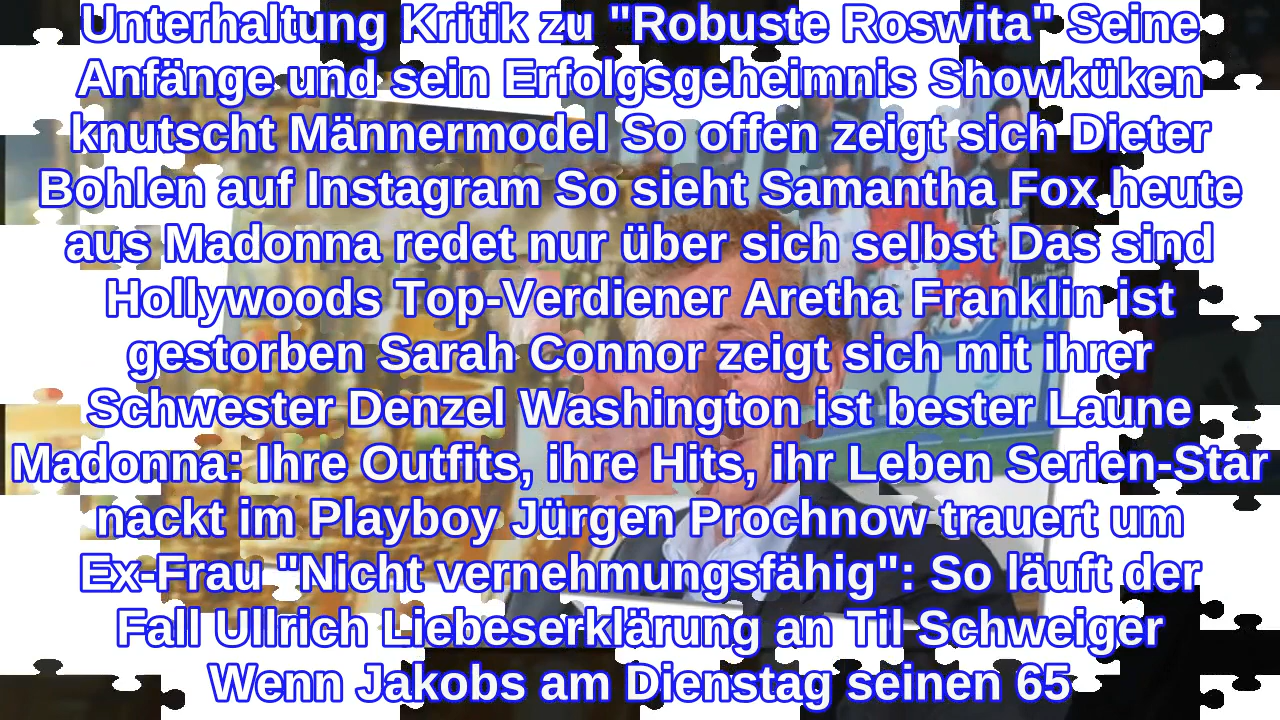 Unterhaltung Kritik zu "Robuste Roswita" Seine
Anfänge und sein Erfolgsgeheimnis Showküken
knutscht Männermodel So offen zeigt sich Dieter
Bohlen auf Instagram So sieht Samantha Fox heute
aus Madonna redet nur über sich selbst Das sind
Hollywoods Top-Verdiener Aretha Franklin ist
gestorben Sarah Connor zeigt sich mit ihrer
Schwester Denzel Washington ist bester Laune
Madonna: Ihre Outfits, ihre Hits, ihr Leben Serien-Star
nackt im Playboy Jürgen Prochnow trauert um
Ex-Frau "Nicht vernehmungsfähig": So läuft der
Fall Ullrich Liebeserklärung an Til Schweiger
Wenn Jakobs am Dienstag seinen 65